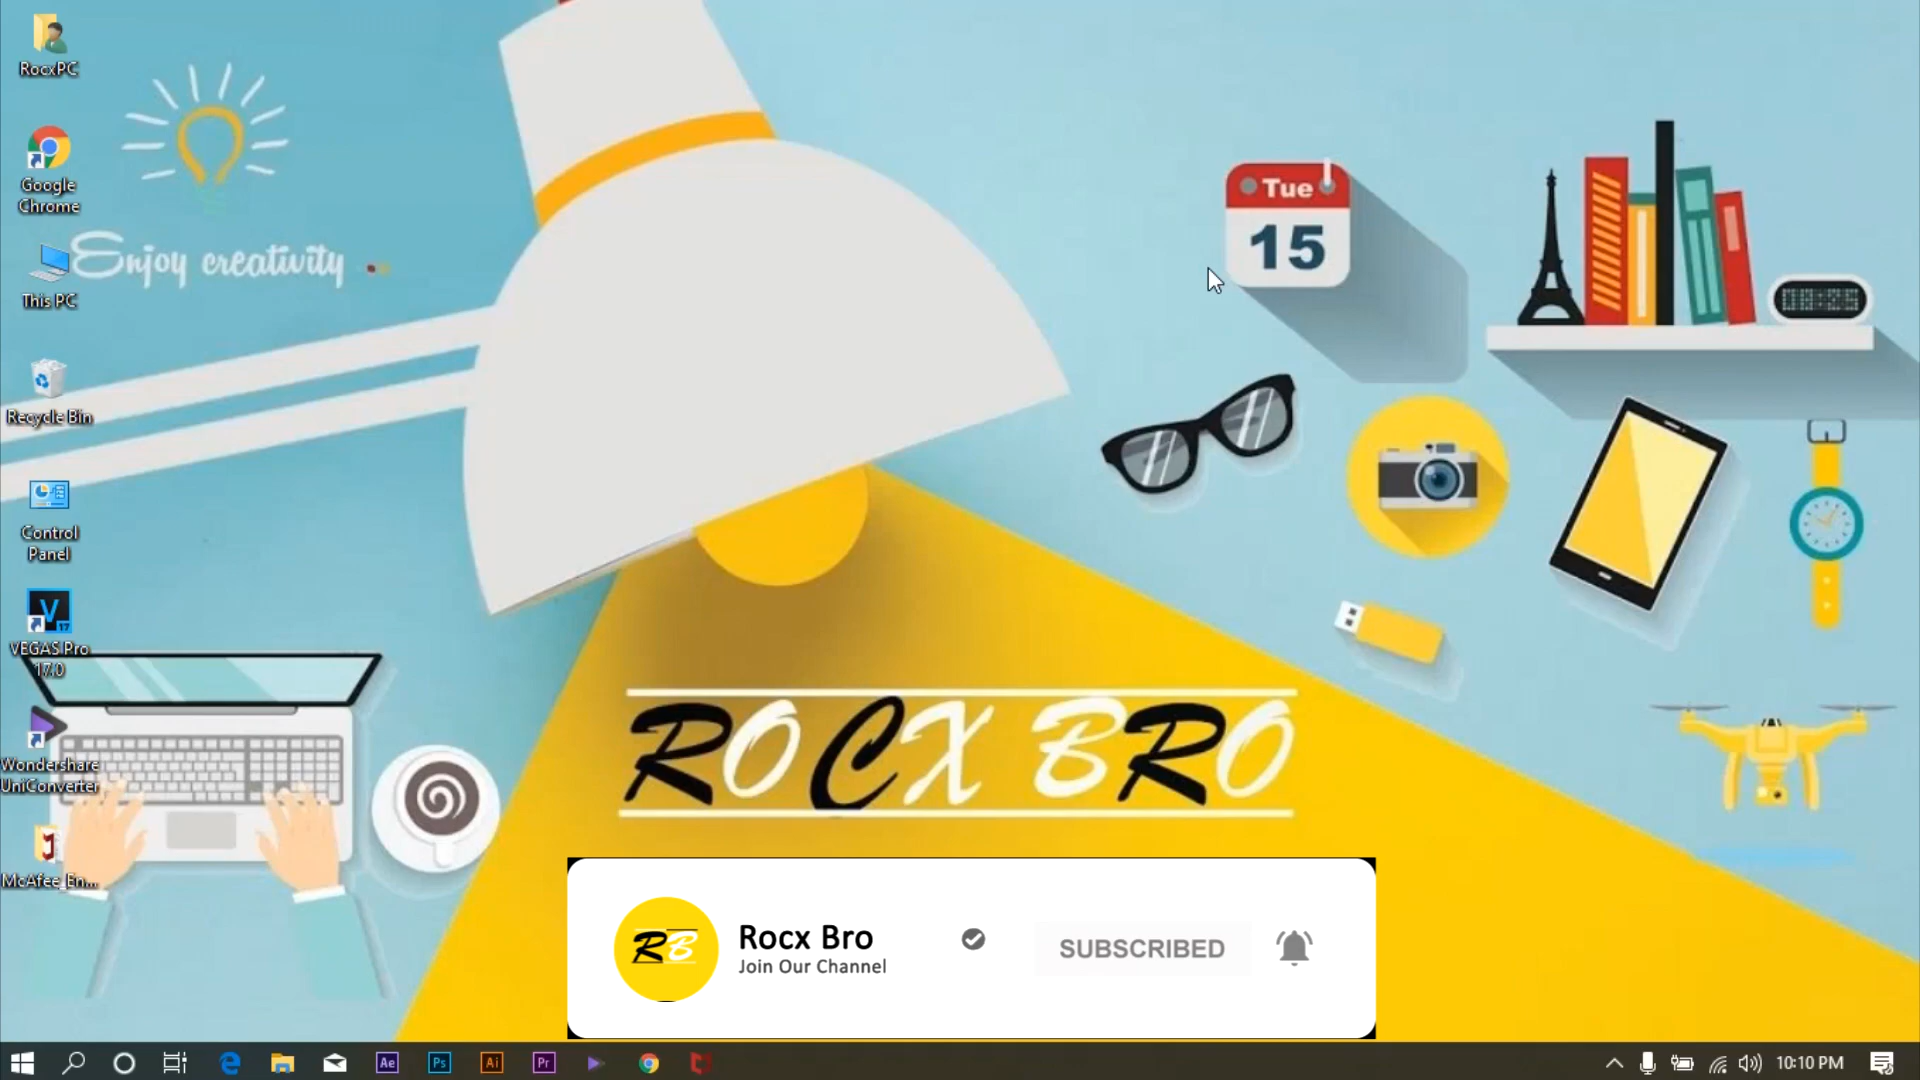 RocxPC
Google
Chrome
This PC
Recycle Bin
Control
Panel
VEGAS Pro
17.0
Wondershare
UniConverter
McAfee_En...
Enjoy creativity
Tue
15
ROCX BRO
RB
Rocx Bro
Join Our Channel
SUBSCRIBED
Ae
Ps
Ai
Pr
10:10 PM